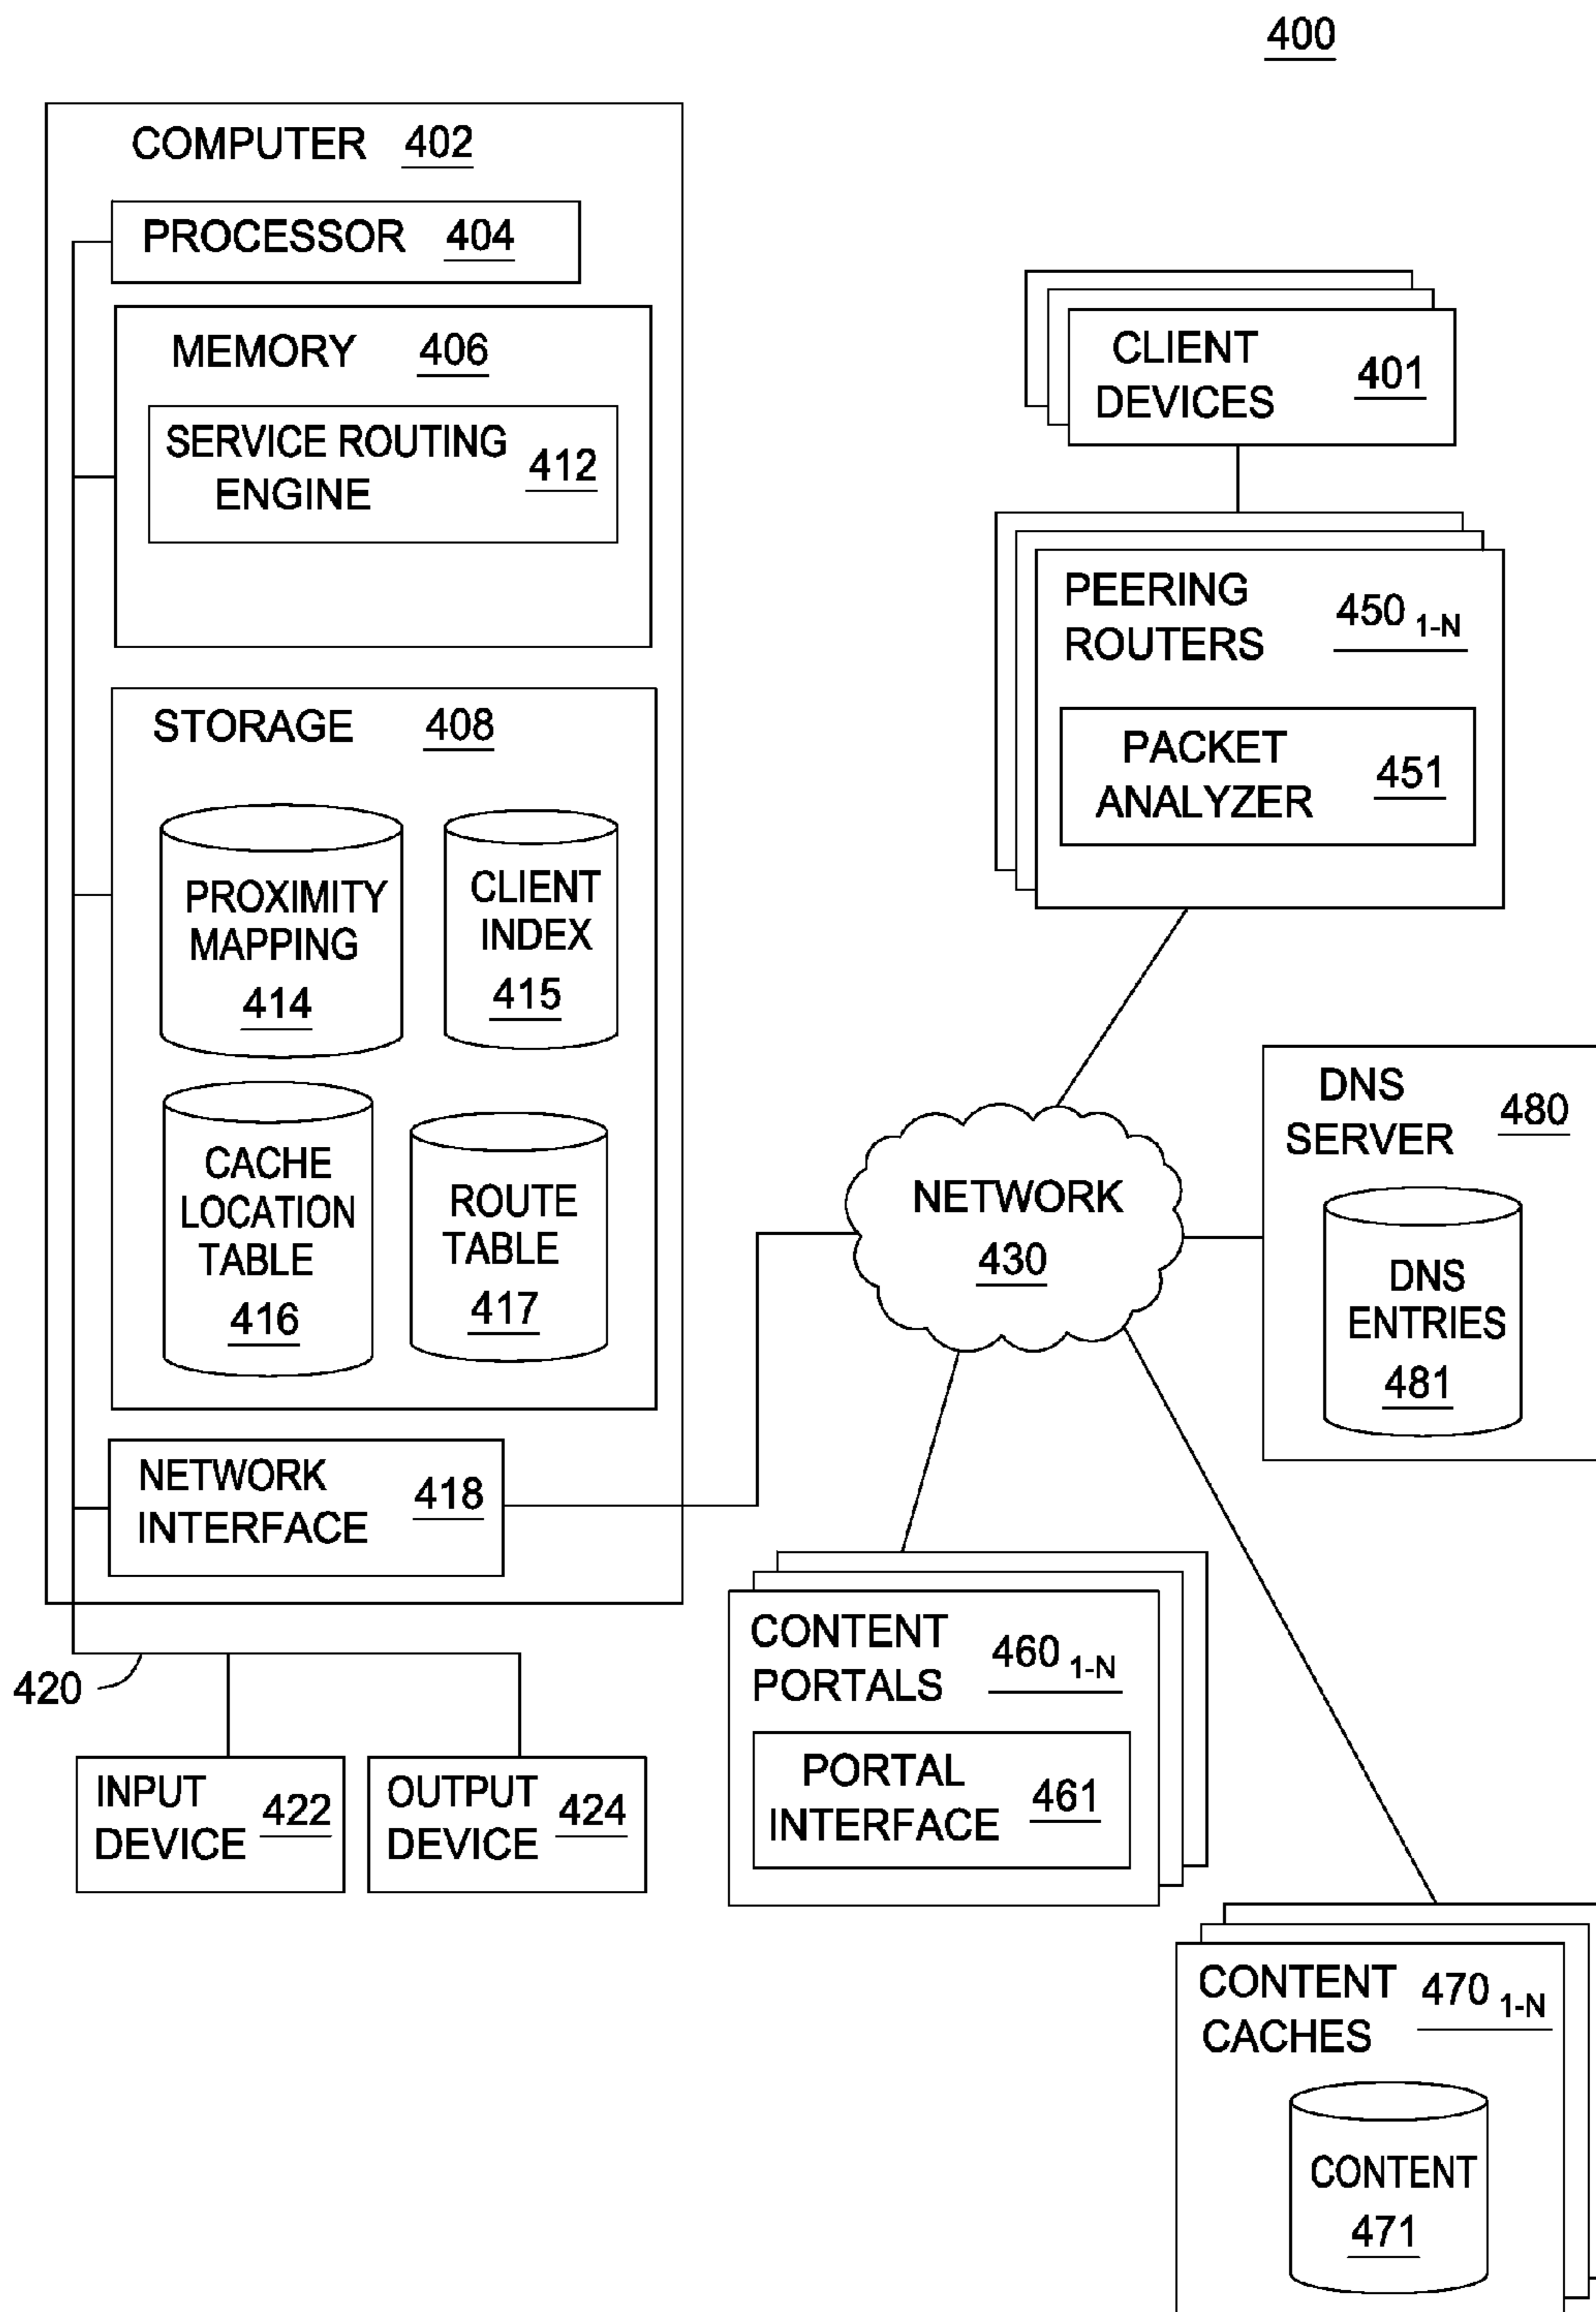 400
COMPUTER 402
PROCESSOR 404
MEMORY 406
SERVICE ROUTING
ENGINE 412
STORAGE 408
PROXIMITY
MAPPING
414
CLIENT
INDEX
415
CACHE
LOCATION
TABLE
416
ROUTE
TABLE
417
NETWORK
INTERFACE 418
420
INPUT
DEVICE 422
OUTPUT
DEVICE 424
CLIENT
DEVICES 401
PEERING
ROUTERS 450 1-N
PACKET
ANALYZER 451
NETWORK
430
DNS
SERVER 480
DNS
ENTRIES
481
CONTENT
PORTALS 460 1-N
PORTAL
INTERFACE 461
CONTENT
CACHES 470 1-N
CONTENT
471